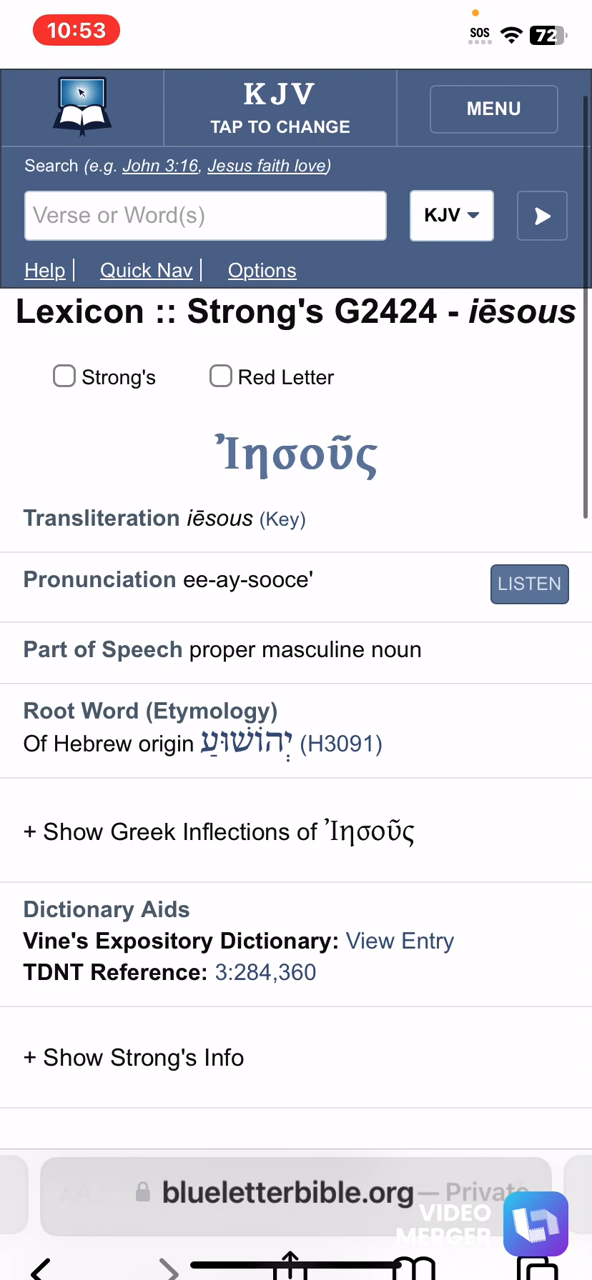 10:53
SOS
72
KJV
TAP TO CHANGE
MENU
Search (e.g. John 3:16, Jesus faith love)
Verse or Word(s)
KJV
Help| Quick Nav| Options
Lexicon :: Strong's G2424 - iēsous
Strong's
Red Letter
Ἰησοῦς
Transliteration iēsous (Key)
Pronunciation ee-ay-sooce'
LISTEN
Part of Speech proper masculine noun
Root Word (Etymology)
Of Hebrew origin יְהוֹשׁוּעַ (H3091)
+ Show Greek Inflections of Ἰησοῦς
Dictionary Aids
Vine's Expository Dictionary: View Entry
TDNT Reference: 3:284,360
+ Show Strong's Info
blueletterbible.org — Private
VIDEO
MERGER